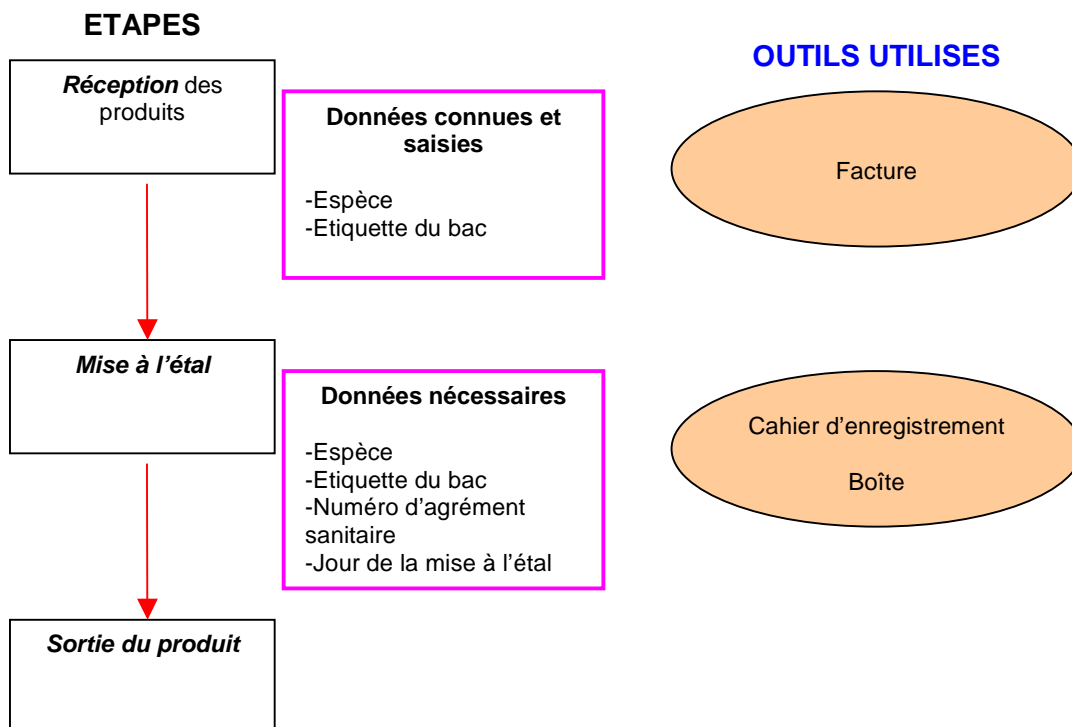 ETAPES
OUTILS UTILISES
Réception des
produits
Données connues et
saisies
-Espèce
-Etiquette du bac
Facture
Mise à l’étal
Données nécessaires
-Espèce
-Etiquette du bac
-Numéro d’agrément
sanitaire
-Jour de la mise à l’étal
Cahier d’enregistrement
Boîte
Sortie du produit